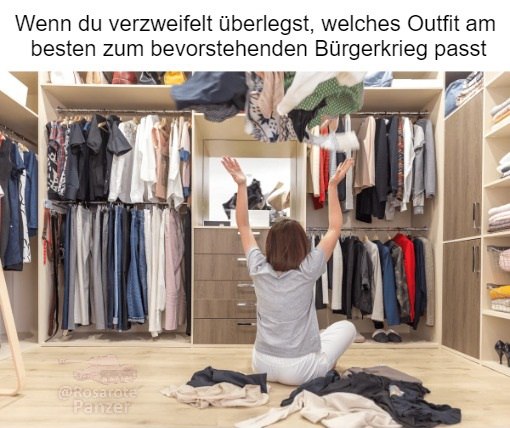 Wenn du verzweifelt überlegst, welches Outfit am
besten zum bevorstehenden Bürgerkrieg passt
@Rosarote
Panzer